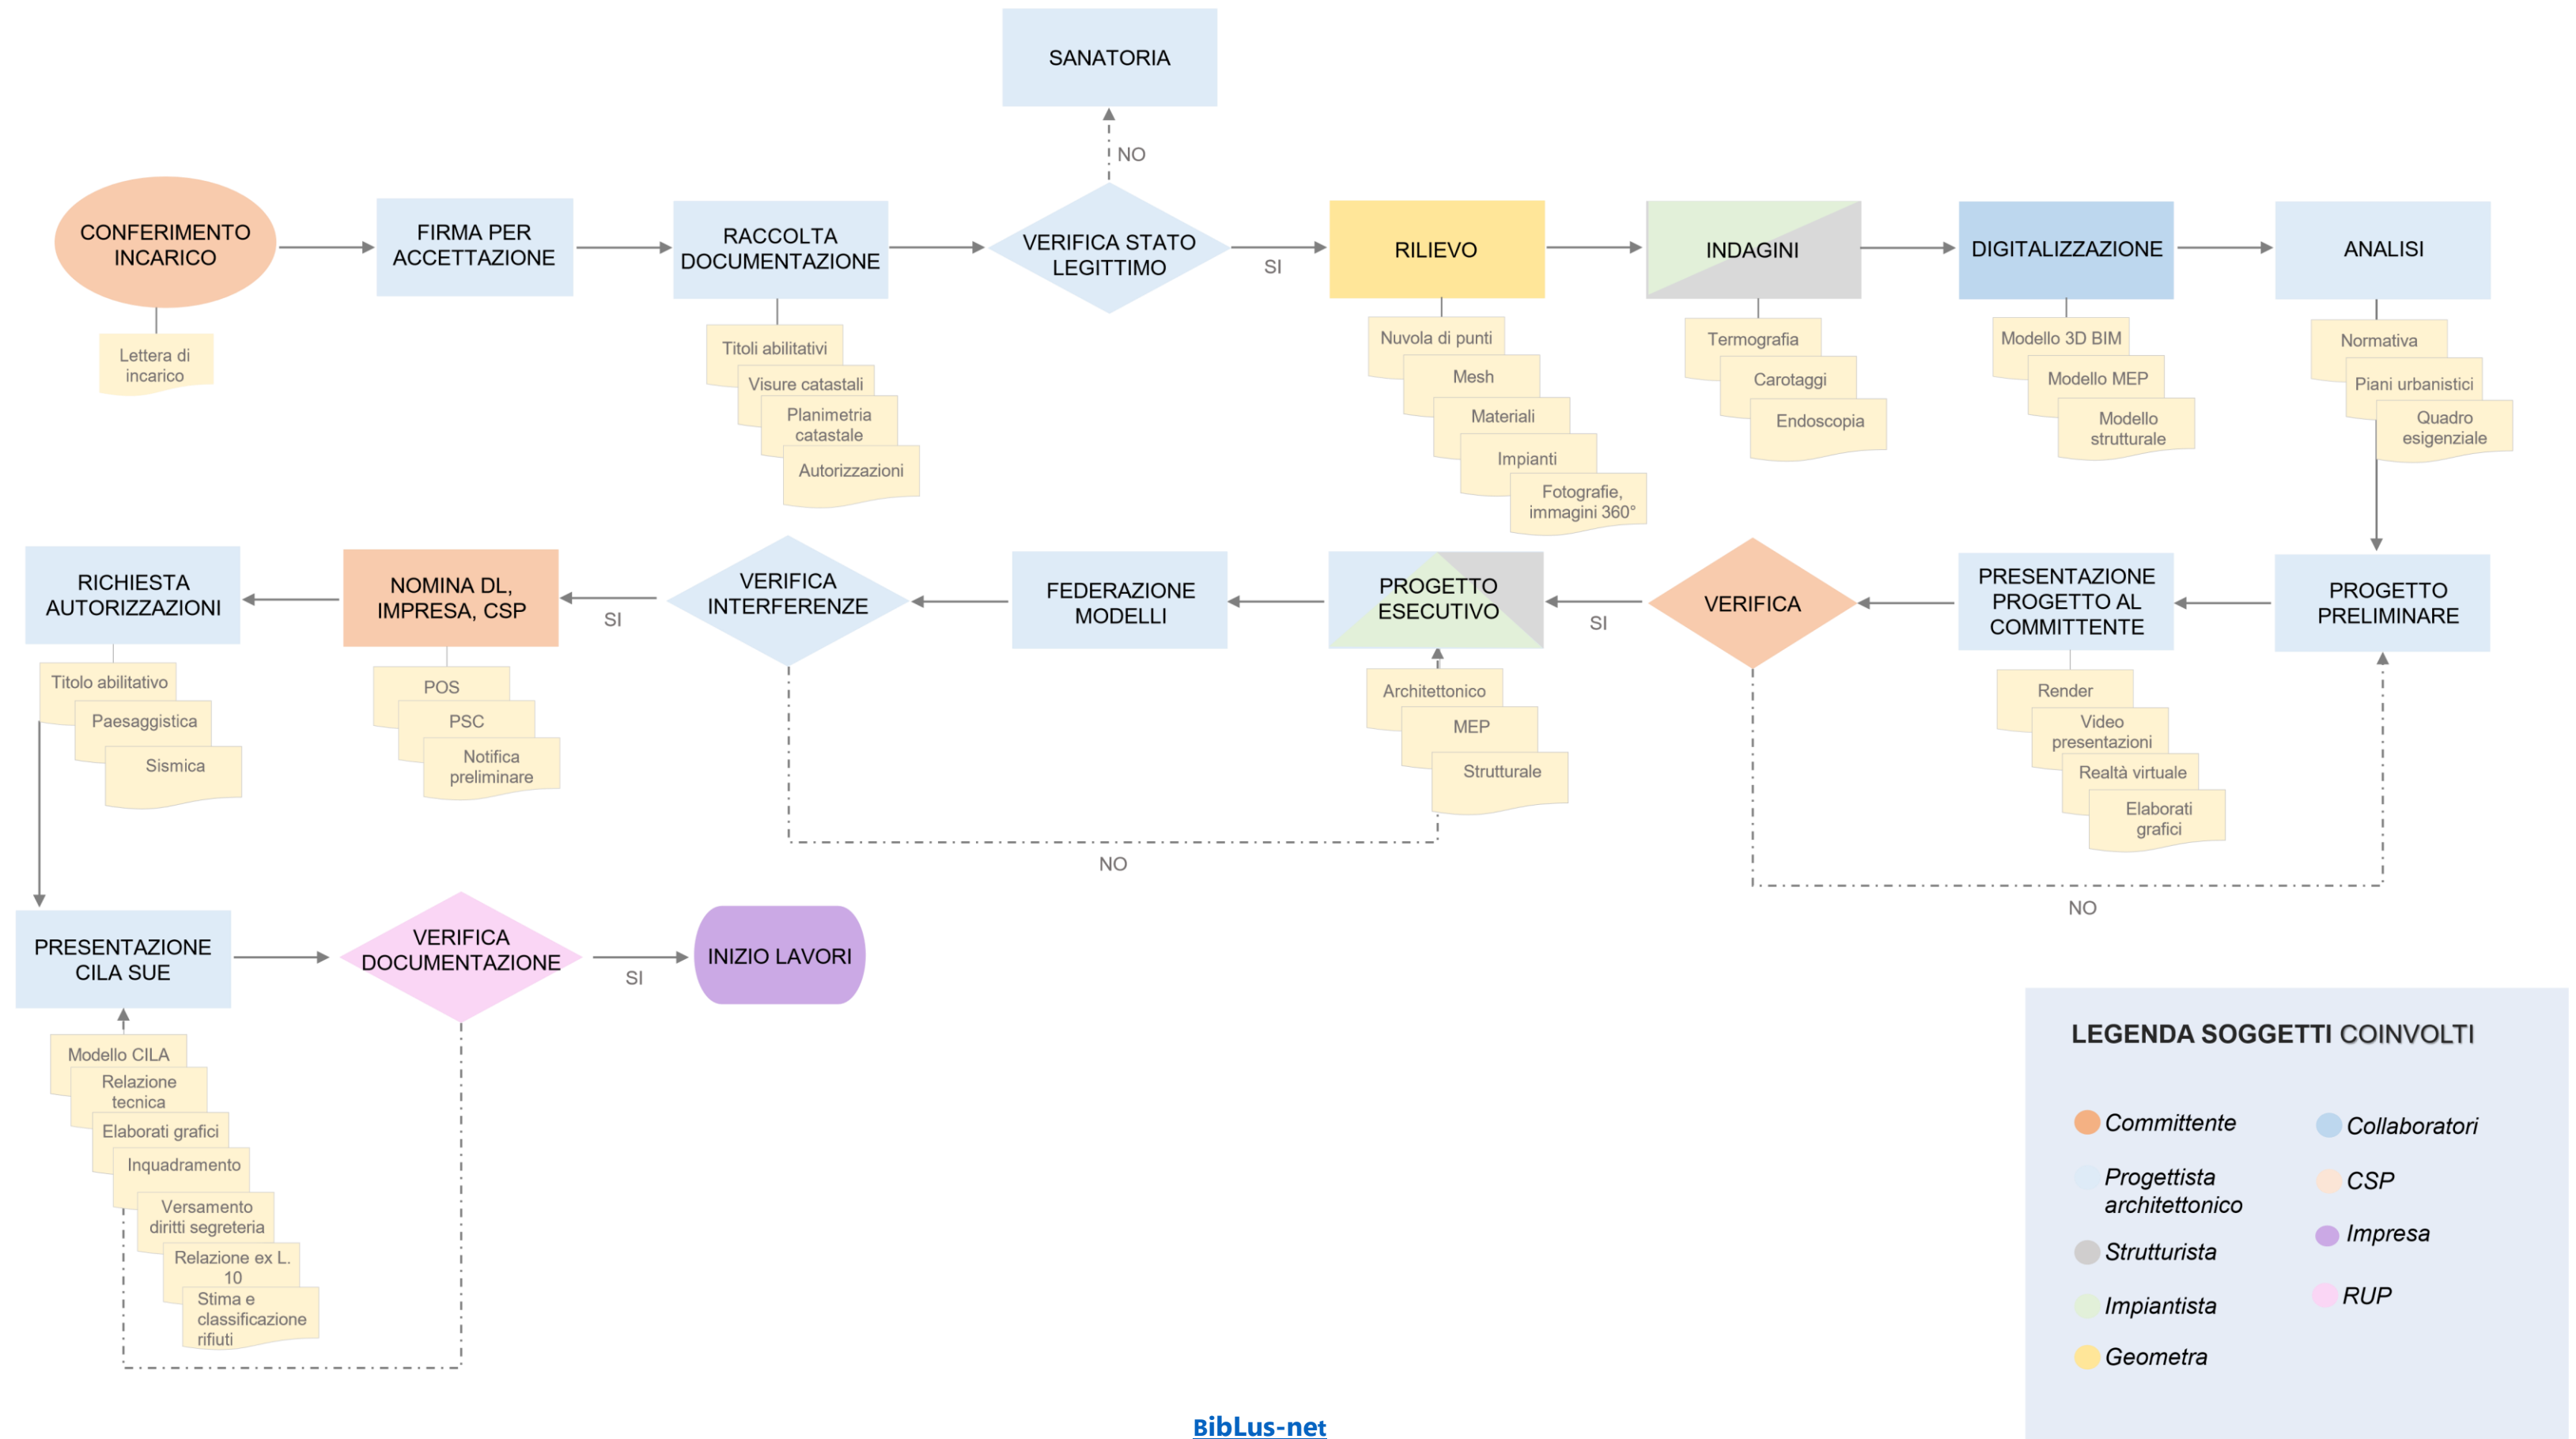 SANATORIA
NO
CONFERIMENTO
INCARICO
Lettera di
incarico
FIRMA PER
ACCETTAZIONE
RACCOLTA
DOCUMENTAZIONE
Titoli abilitativi
Visure catastali
Planimetria
catastale
Autorizzazioni
VERIFICA STATO
LEGITTIMO
SI
RILIEVO
Nuvola di punti
Mesh
Materiali
Impianti
Fotografie,
immagini 360°
INDAGINI
Termografia
Carotaggi
Endoscopia
DIGITALIZZAZIONE
Modello 3D BIM
Modello MEP
Modello
strutturale
ANALISI
Normativa
Piani urbanistici
Quadro
esigenziale
PROGETTO
PRELIMINARE
PRESENTAZIONE
PROGETTO AL
COMMITTENTE
Render
Video
presentazioni
Realtà virtuale
Elaborati
grafici
VERIFICA
SI
NO
PROGETTO
ESECUTIVO
Architettonico
MEP
Strutturale
FEDERAZIONE
MODELLI
VERIFICA
INTERFERENZE
SI
NO
NOMINA DL,
IMPRESA, CSP
POS
PSC
Notifica
preliminare
RICHIESTA
AUTORIZZAZIONI
Titolo abilitativo
Paesaggistica
Sismica
PRESENTAZIONE
CILA SUE
Modello CILA
Relazione
tecnica
Elaborati grafici
Inquadramento
Versamento
diritti segreteria
Relazione ex L.
10
Stima e
classificazione
rifiuti
VERIFICA
DOCUMENTAZIONE
SI
INIZIO LAVORI
LEGENDA SOGGETTI COINVOLTI
Committente
Progettista
architettonico
Strutturista
Impiantista
Geometra
Collaboratori
CSP
Impresa
RUP
BibLus-net